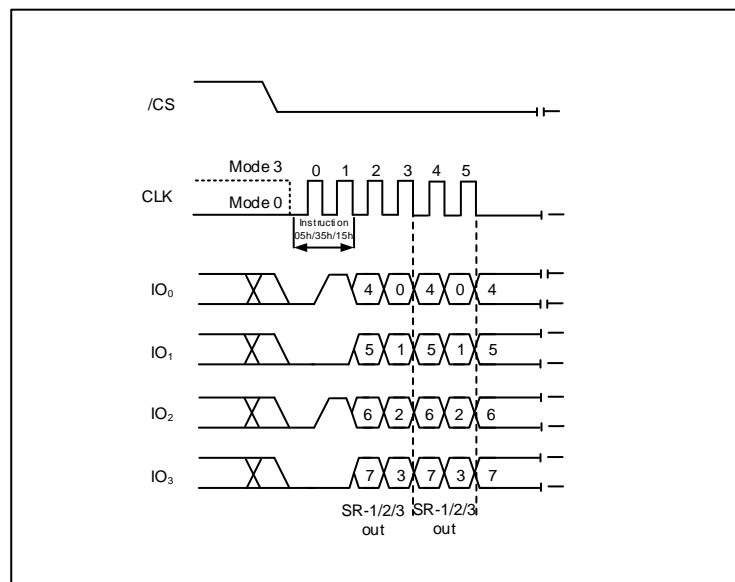 /CS
Mode 3 0 1 2 3 4 5
CLK
Mode 0
Instruction
05h/35h/15h
IO₀ 4 0 4 0 4
IO₁ 5 1 5 1 5
IO₂ 6 2 6 2 6
IO₃ 7 3 7 3 7
SR-1/2/3 SR-1/2/3
out out